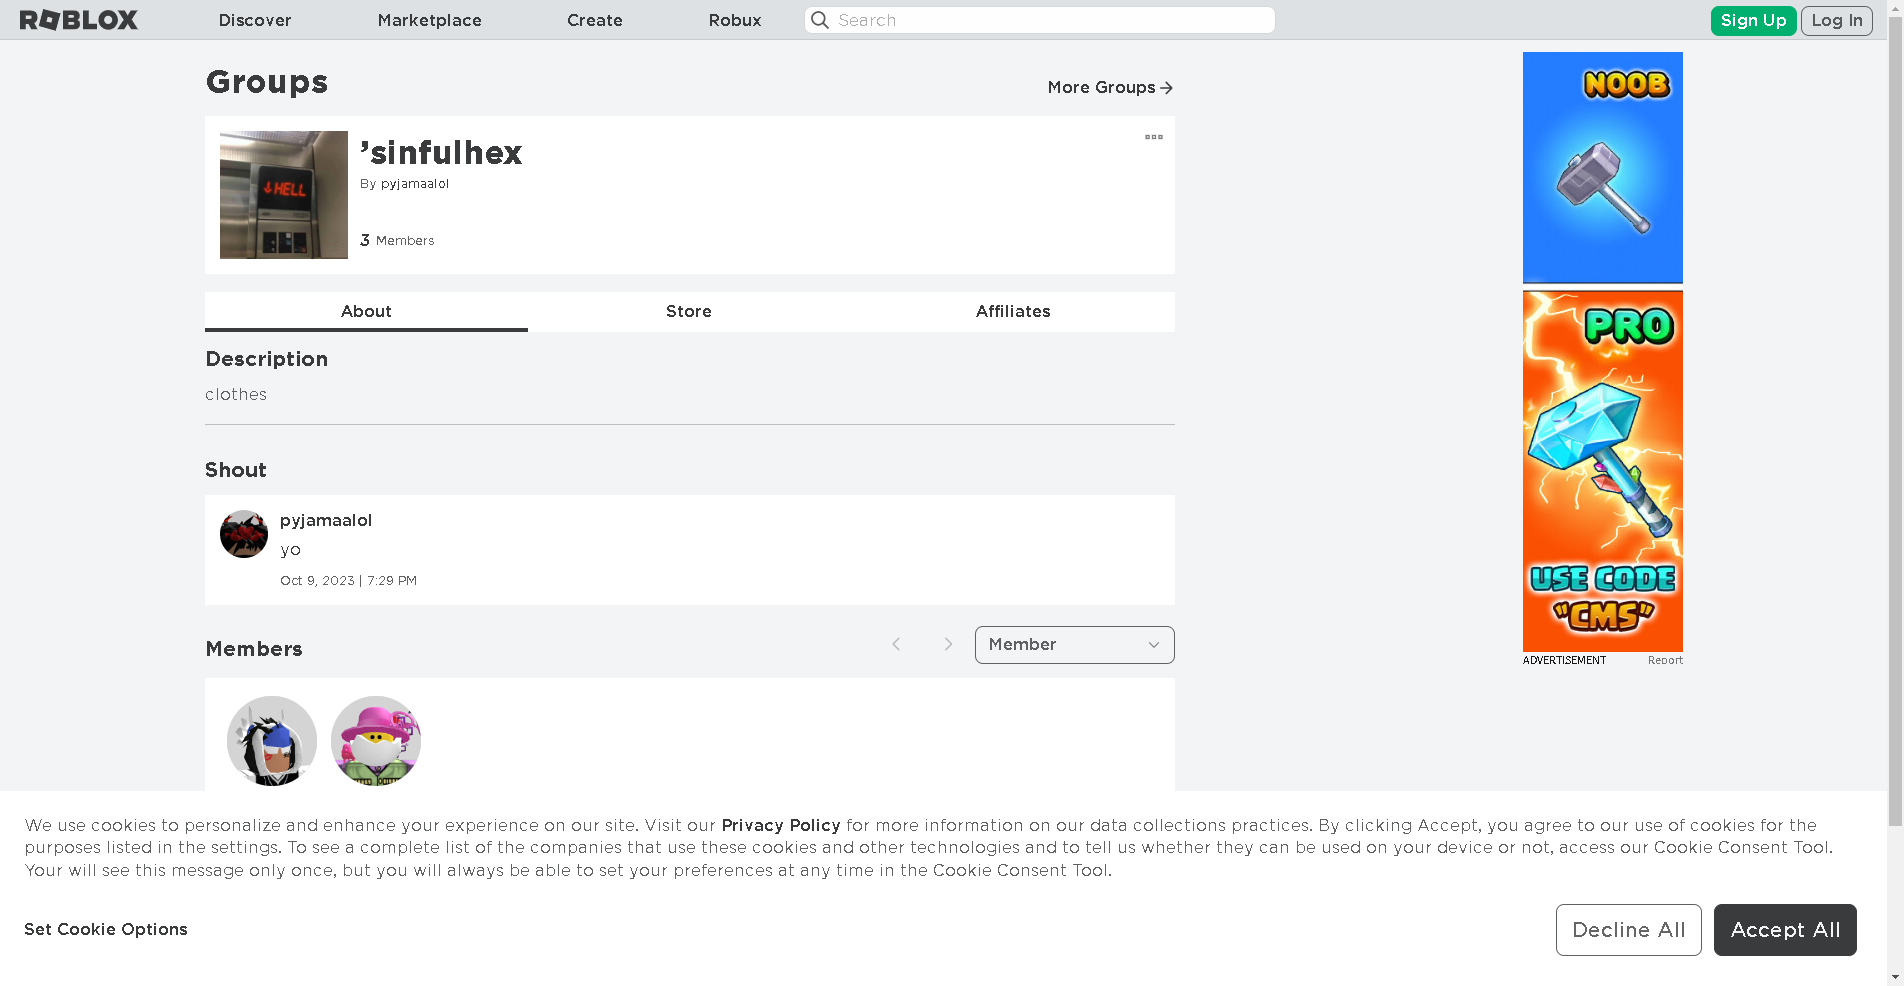 ROBLOX
Discover
Marketplace
Create
Robux
Search
Sign Up
Log In
Groups
More Groups
HELL
'sinfulhex
By pyjamaalol
3 Members
About
Store
Affiliates
Description
clothes
Shout
pyjamaalol
yo
Oct 9, 2023 | 7:29 PM
Members
Member
NOOB
PRO
USE CODE
"CMS"
ADVERTISEMENT
Report
We use cookies to personalize and enhance your experience on our site. Visit our Privacy Policy for more information on our data collections practices. By clicking Accept, you agree to our use of cookies for the
purposes listed in the settings. To see a complete list of the companies that use these cookies and other technologies and to tell us whether they can be used on your device or not, access our Cookie Consent Tool.
Your will see this message only once, but you will always be able to set your preferences at any time in the Cookie Consent Tool.
Set Cookie Options
Decline All
Accept All